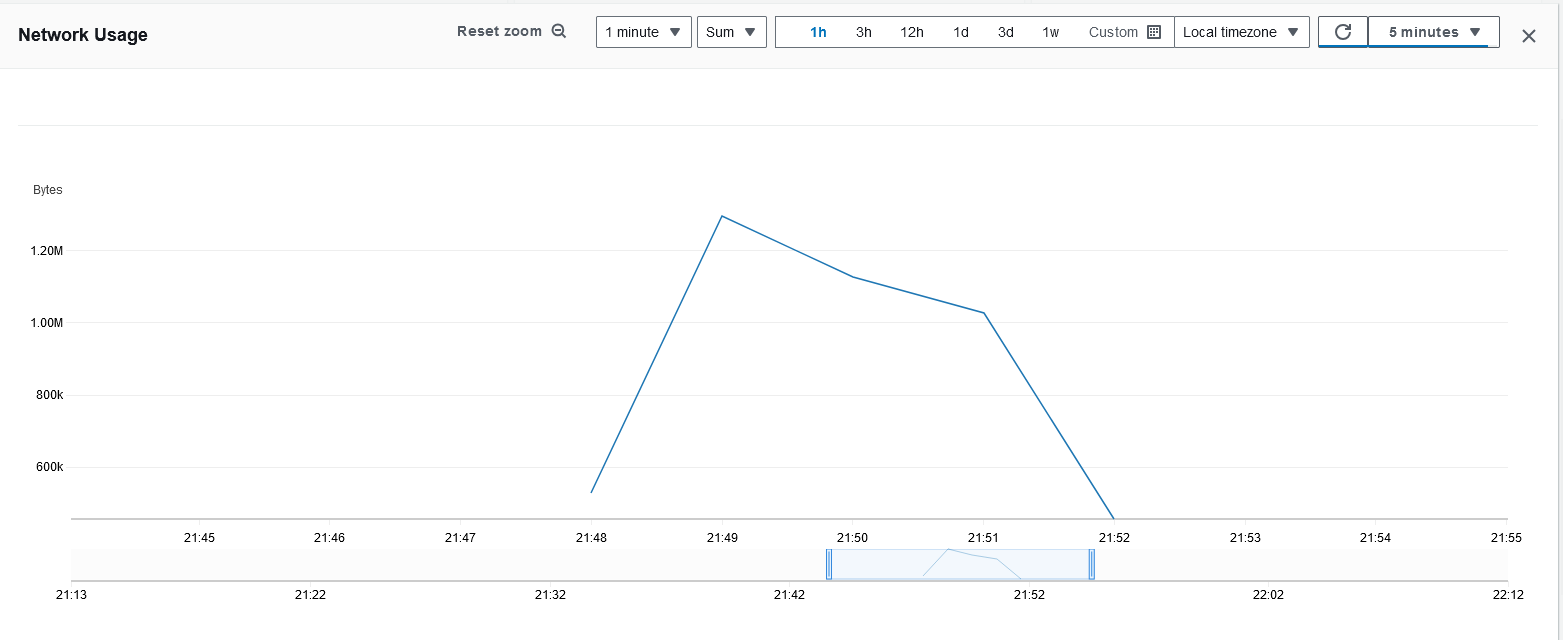 Network Usage
Reset zoom
1 minute
Sum
1h 3h 12h 1d 3d 1w Custom
Local timezone
5 minutes
Bytes
1.20M
1.00M
800k
600k
21:45 21:46 21:47 21:48 21:49 21:50 21:51 21:52 21:53 21:54 21:55
21:13 21:22 21:32 21:42 21:52 22:02 22:12